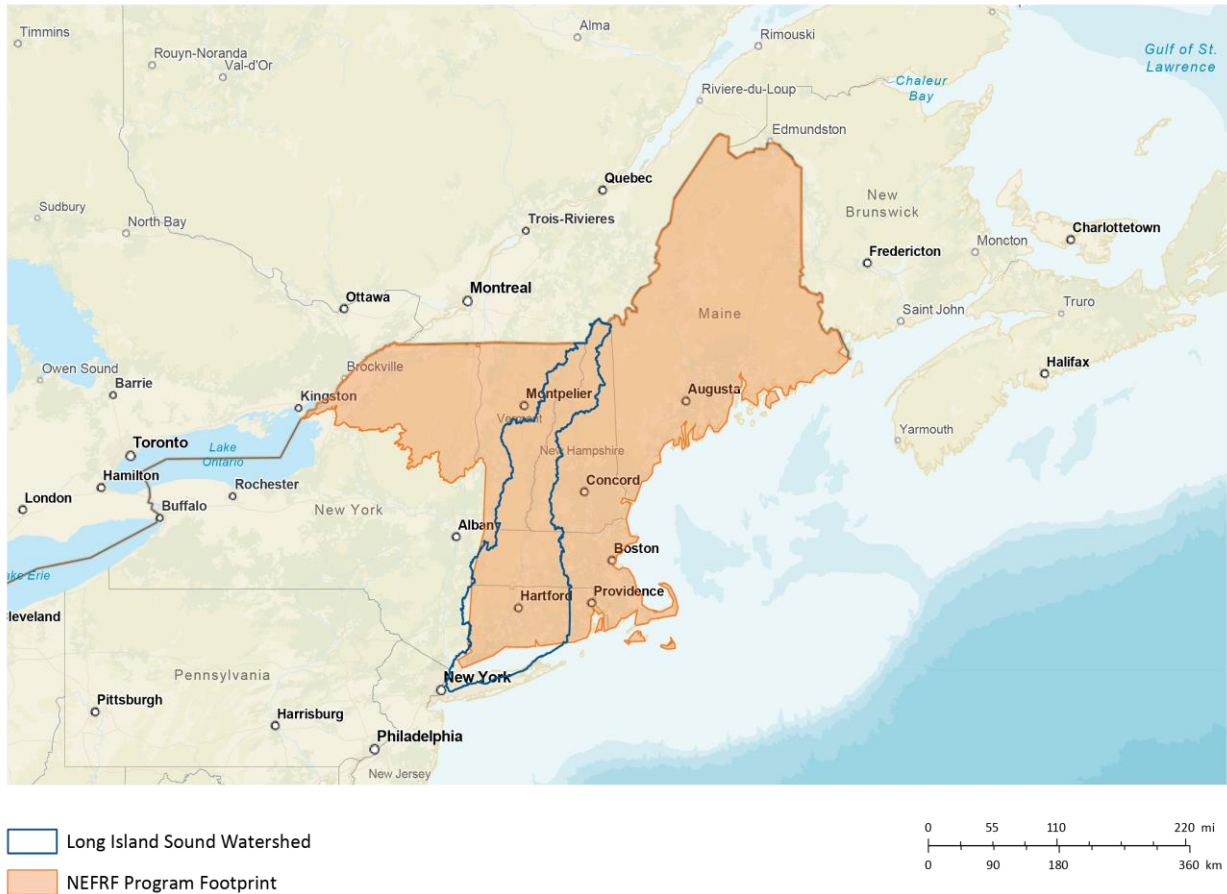 Timmins
Alma
Rimouski
Rouyn-Noranda
Val-d'Or
Gulf of St.
Lawrence
Chaleur
Bay
Riviere-du-Loup
Edmundston
Quebec
New
Brunswick
Sudbury
North Bay
Trois-Rivieres
Charlottetown
Fredericton
Moncton
Ottawa
Montreal
Saint John
Truro
Maine
Owen Sound
Barrie
Brockville
Kingston
Montpelier
Vermont
Augusta
Halifax
Toronto
Lake
Ontario
New Hampshire
Yarmouth
Hamilton
London
Rochester
Buffalo
New York
Concord
Alban
Boston
ake Erie
Hartford
Providence
leveland
Pennsylvania
New York
Pittsburgh
Harrisburg
Philadelphia
New Jersey
Long Island Sound Watershed
NEFRF Program Footprint
0 55 110 220 mi
0 90 180 360 km